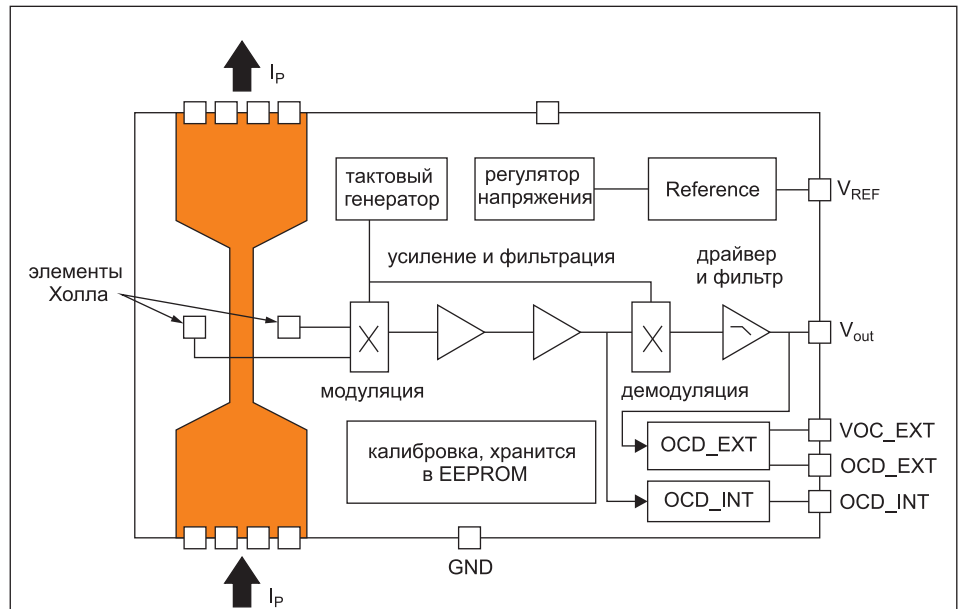 I_P
тактовый
генератор
регулятор
напряжения
Reference
V_REF
усиление и фильтрация
драйвер
и фильтр
элементы
Холла
V_out
модуляция
демодуляция
калибровка, хранится
в EEPROM
OCD_EXT
VOC_EXT
OCD_EXT
OCD_INT
OCD_INT
GND
I_P